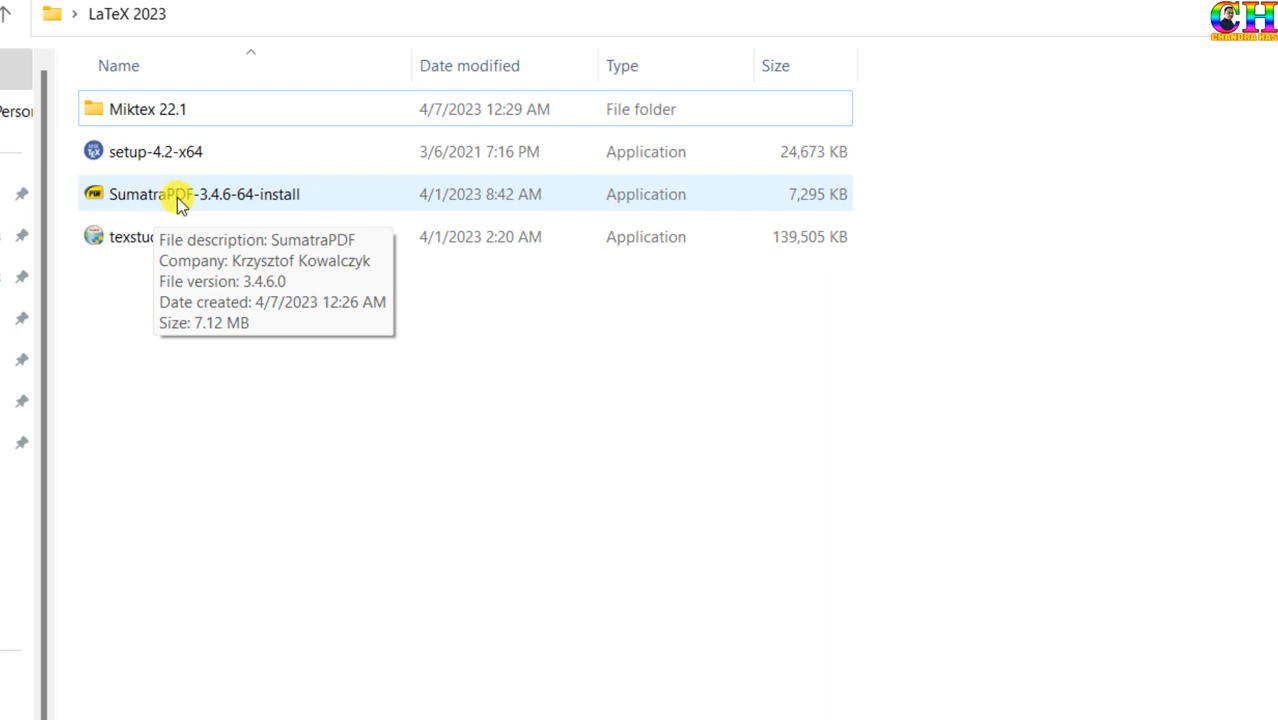 LaTeX 2023
CH
CHANDRA HAS
Name Date modified Type Size
Miktex 22.1 4/7/2023 12:29 AM File folder
setup-4.2-x64 3/6/2021 7:16 PM Application 24,673 KB
SumatraPDF-3.4.6-64-install 4/1/2023 8:42 AM Application 7,295 KB
texstu 4/1/2023 2:20 AM Application 139,505 KB
File description: SumatraPDF
Company: Krzysztof Kowalczyk
File version: 3.4.6.0
Date created: 4/7/2023 12:26 AM
Size: 7.12 MB